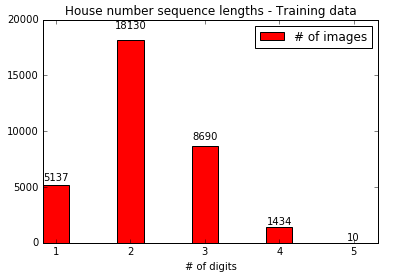 House number sequence lengths - Training data
# of images
20000
15000
10000
5000
0
5137
18130
8690
1434
10
1 2 3 4 5
# of digits